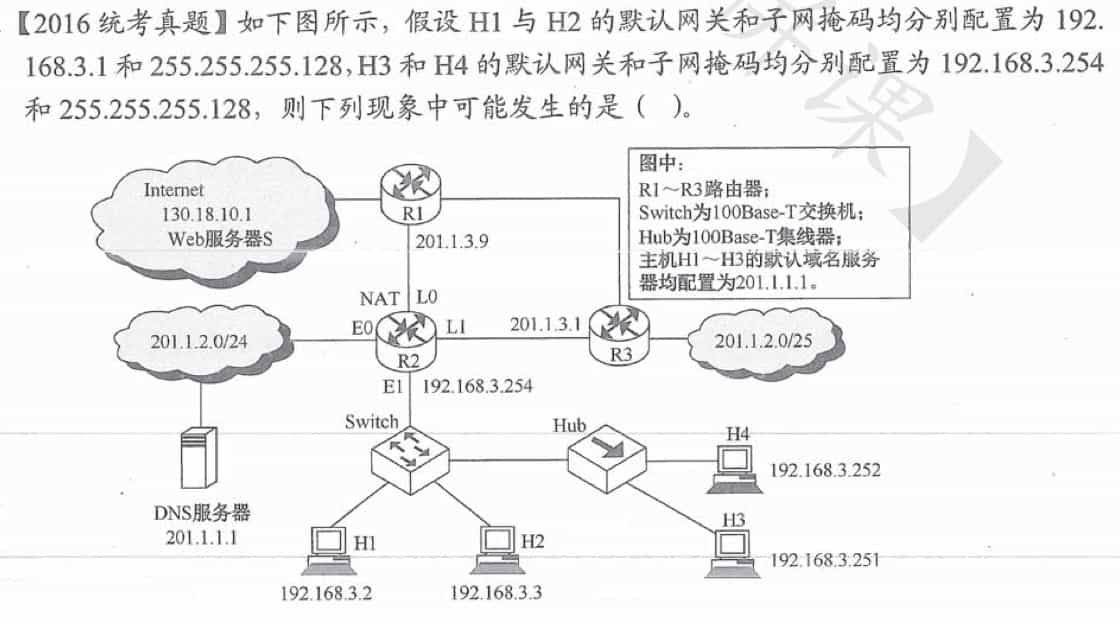 【2016 统考真题】如下图所示，假设 H1 与 H2 的默认网关和子网掩码均分别配置为 192.
168.3.1 和 255.255.255.128,H3 和 H4 的默认网关和子网掩码均分别配置为 192.168.3.254
和 255.255.255.128，则下列现象中可能发生的是（ ）。
图中：
R1～R3路由器；
Switch为100Base-T交换机；
Hub为100Base-T集线器；
主机H1～H3的默认域名服务
器均配置为201.1.1.1。
Internet
130.18.10.1
Web服务器S
R1
201.1.3.9
NAT L0
201.1.2.0/24
E0
L1
201.1.3.1
R2
R3
201.1.2.0/25
E1
192.168.3.254
Switch
Hub
H4
192.168.3.252
DNS服务器
201.1.1.1
H1
H2
H3
192.168.3.251
192.168.3.2
192.168.3.3
课】